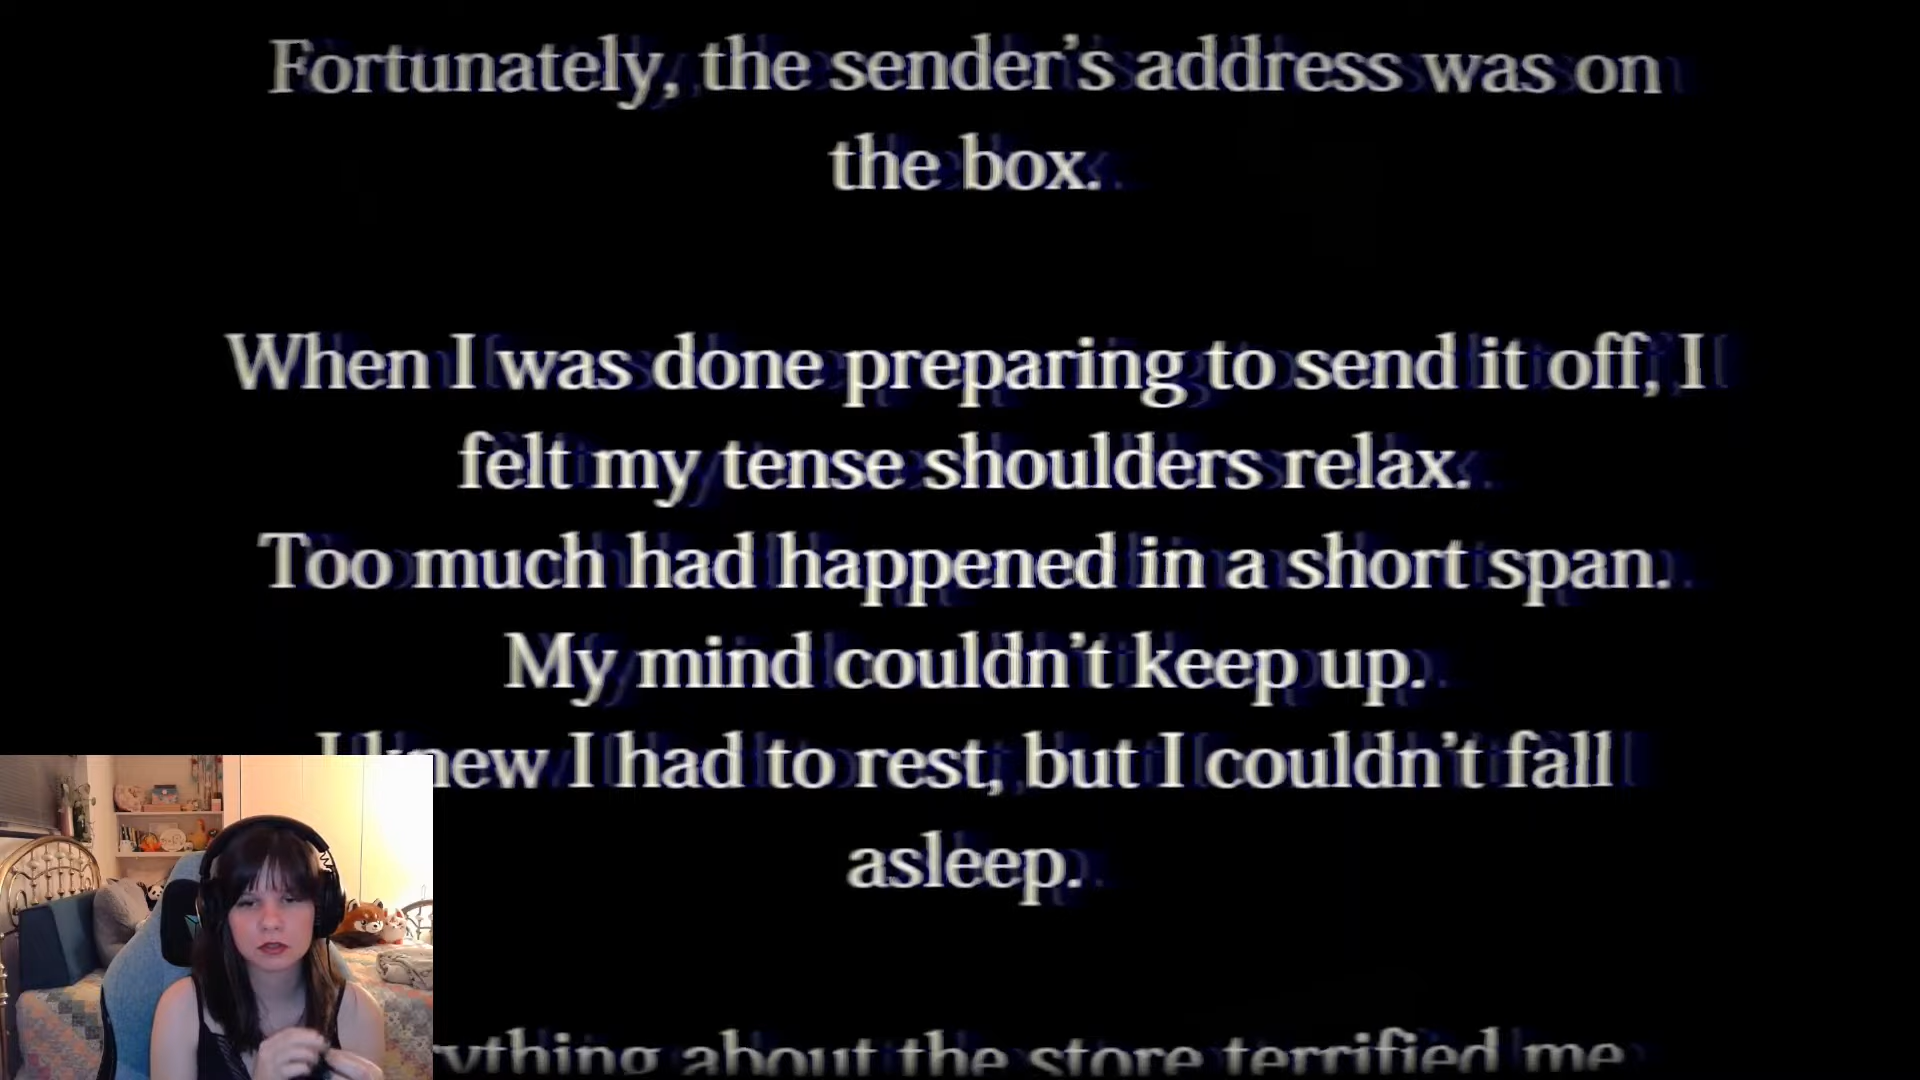 Fortunately, the sender's address was on
the box.
When I was done preparing to send it off, I
felt my tense shoulders relax.
Too much had happened in a short span.
My mind couldn't keep up.
I knew I had to rest, but I couldn't fall
asleep.
about the store terrified me